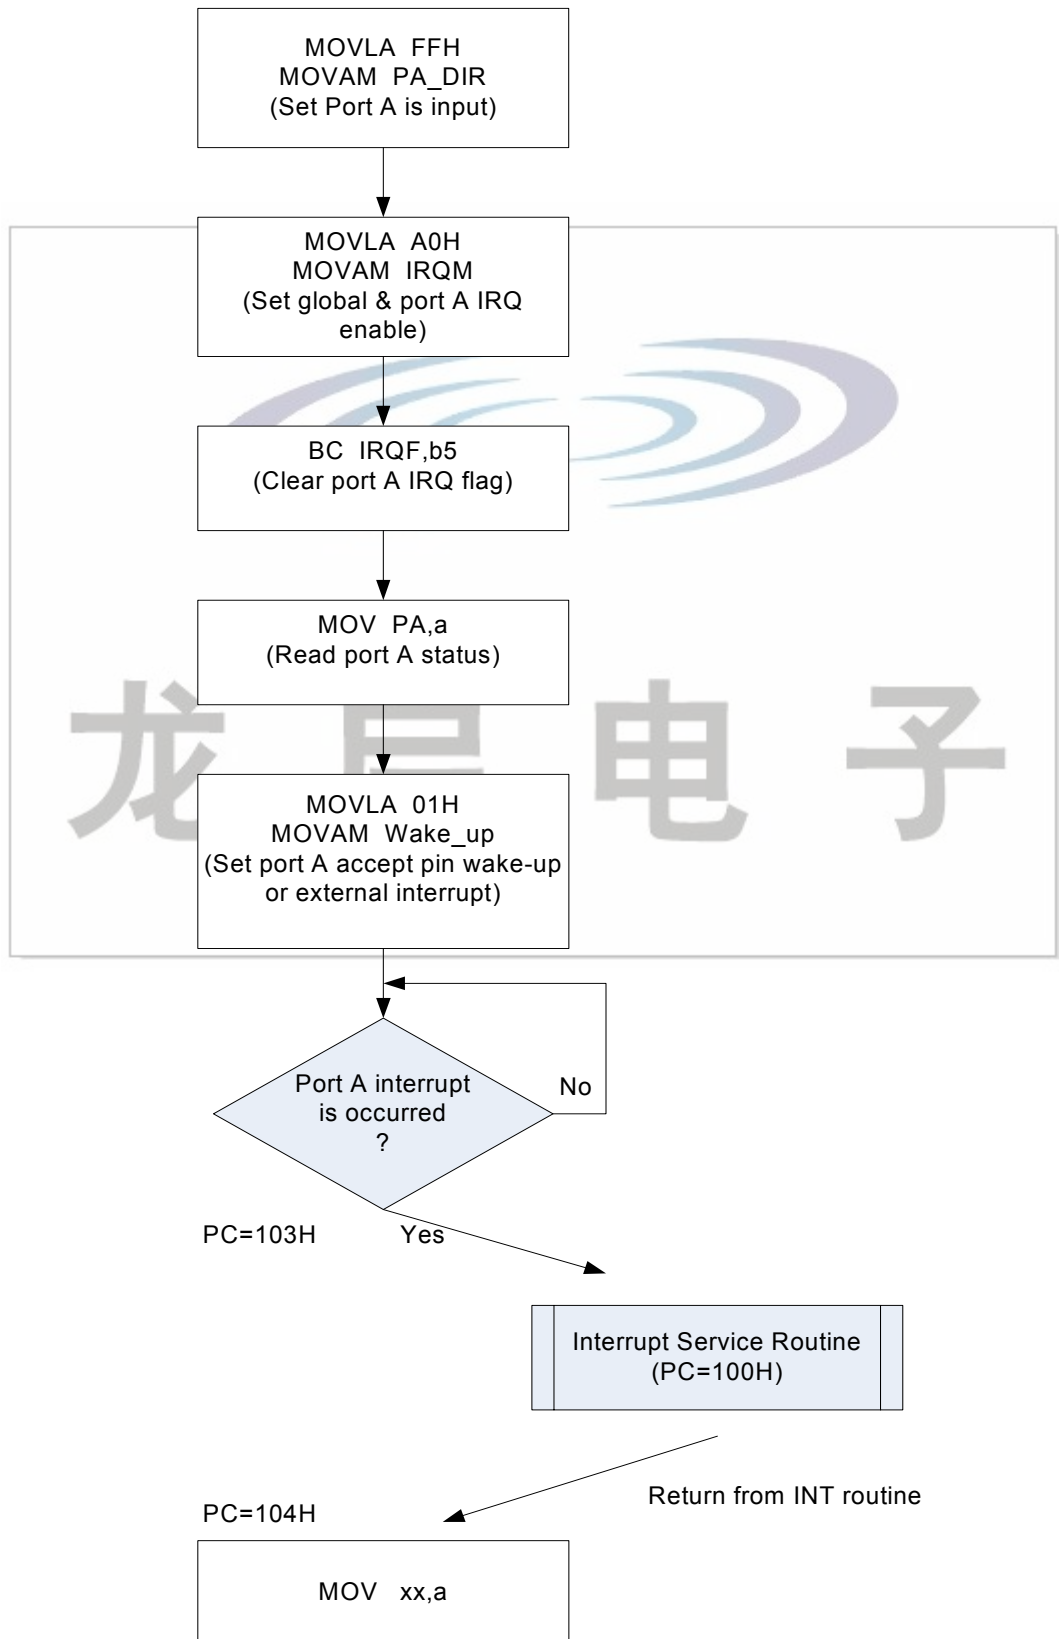 MOVLA FFH
MOVAM PA_DIR
(Set Port A is input)
MOVLA A0H
MOVAM IRQM
(Set global & port A IRQ
enable)
BC IRQF,b5
(Clear port A IRQ flag)
MOV PA,a
(Read port A status)
龙
电 子
MOVLA 01H
MOVAM Wake_up
(Set port A accept pin wake-up
or external interrupt)
Port A interrupt
is occurred
?
No
PC=103H
Yes
Interrupt Service Routine
(PC=100H)
Return from INT routine
PC=104H
MOV xx,a